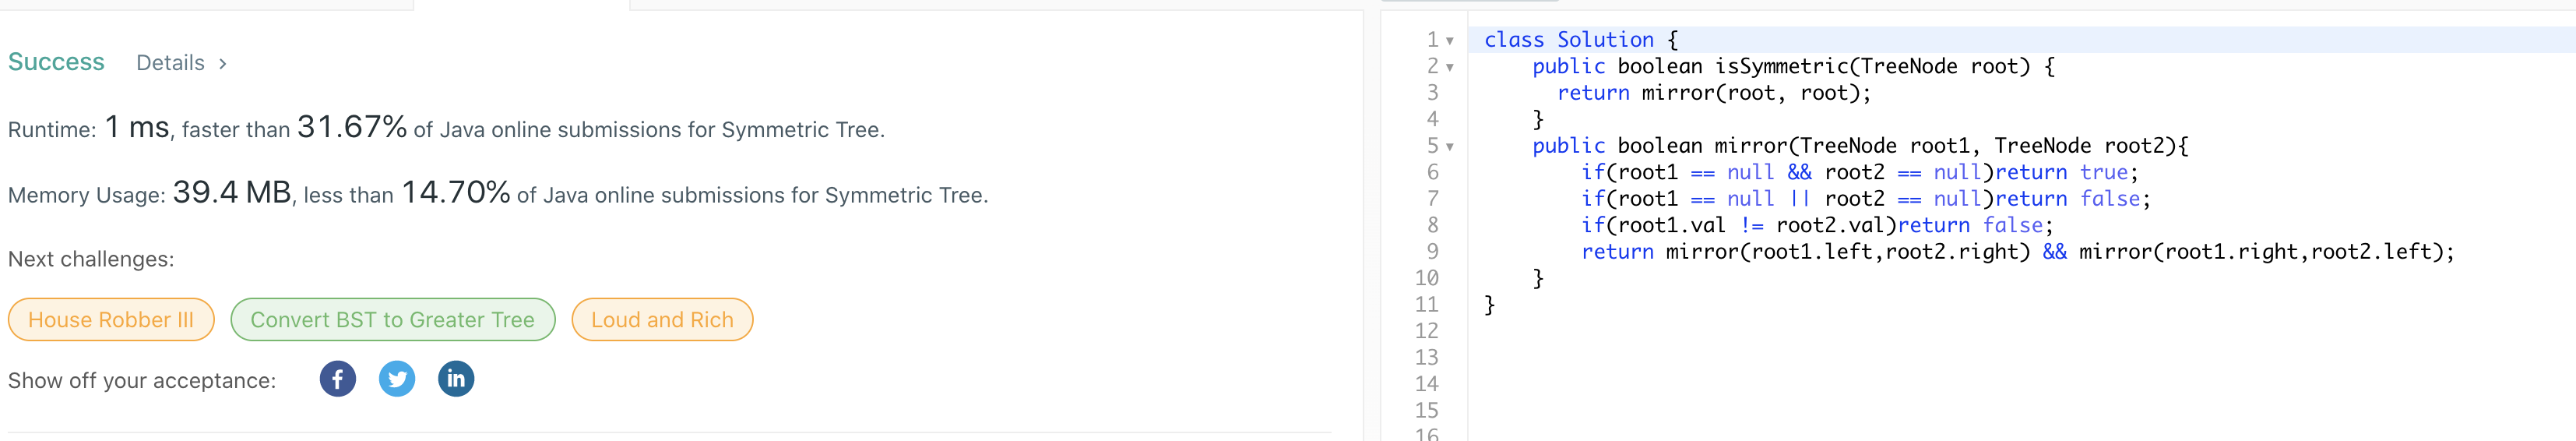 Success Details >
Runtime: 1 ms, faster than 31.67% of Java online submissions for Symmetric Tree.
Memory Usage: 39.4 MB, less than 14.70% of Java online submissions for Symmetric Tree.
Next challenges:
House Robber III Convert BST to Greater Tree Loud and Rich
Show off your acceptance: f in
1 class Solution {
2     public boolean isSymmetric(TreeNode root) {
3       return mirror(root, root);
4     }
5     public boolean mirror(TreeNode root1, TreeNode root2){
6         if(root1 == null && root2 == null)return true;
7         if(root1 == null || root2 == null)return false;
8         if(root1.val != root2.val)return false;
9         return mirror(root1.left,root2.right) && mirror(root1.right,root2.left);
10     }
11 }
12
13
14
15
16